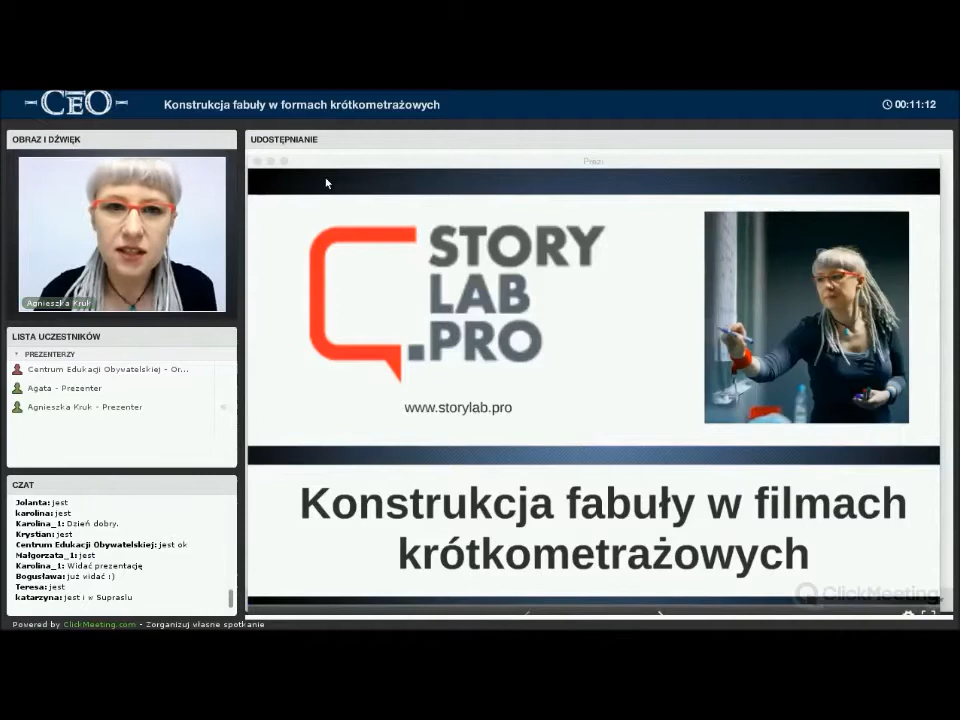 CEO
Konstrukcja fabuły w formach krótkometrażowych
00:11:12
OBRAZ I DŹWIĘK
Agnieszka Kruk
LISTA UCZESTNIKÓW
PREZENTERZY
Centrum Edukacji Obywatelskiej - Or...
Agata - Prezenter
Agnieszka Kruk - Prezenter
CZAT
Jolanta: jest
karolina: jest
Karolina_1: Dzień dobry.
Krystian: jest
Centrum Edukacji Obywatelskiej: jest ok
Małgorzata_1: jest
Karolina_1: Widać prezentację
Bogusława: już widać :)
Teresa: jest
katarzyna: jest i w Supraslu
UDOSTĘPNIANIE
Prezi
STORY
LAB
.PRO
www.storylab.pro
Konstrukcja fabuły w filmach
krótkometrażowych
ClickMeeting
Powered by ClickMeeting.com - Zorganizuj własne spotkanie